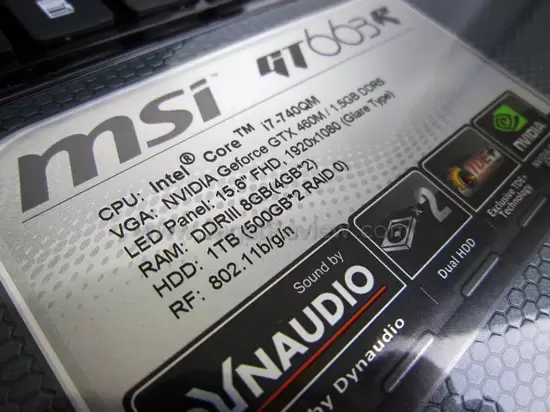 msi GT663R
CPU: Intel® Core™ i7-740QM
VGA: NVIDIA Geforce GTX 460M / 1.5GB DDR5
LED Panel: 15.6" FHD, 1920x1080 (Glare Type)
RAM: DDRIII 8GB(4GB*2)
HDD: 1TB (500GB*2 RAID 0)
RF: 802.11b/g/n
Sound by
DYNAUDIO
by Dynaudio
x2
Dual HDD
TDE+
Exclusive TDE+
Technology
NVIDIA